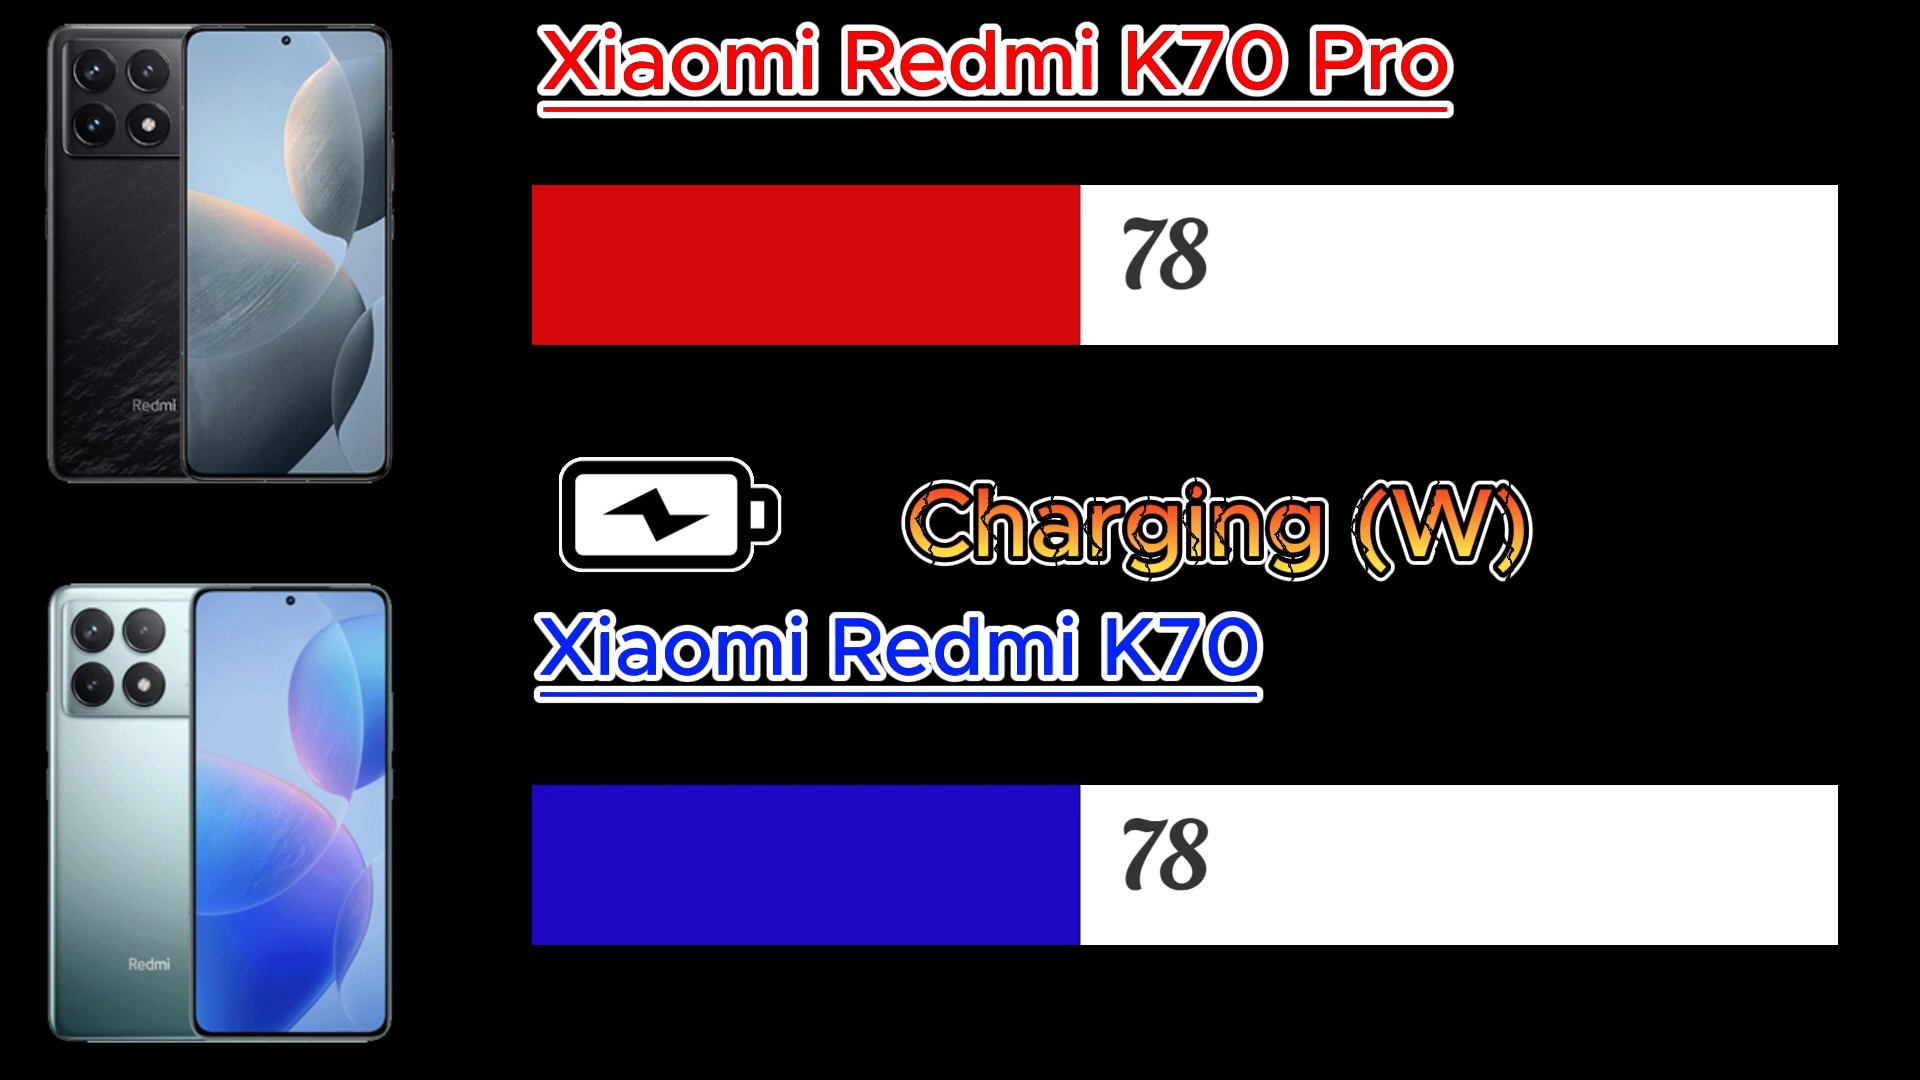 Xiaomi Redmi K70 Pro
78
Redmi
Charging (W)
Xiaomi Redmi K70
78
Redmi